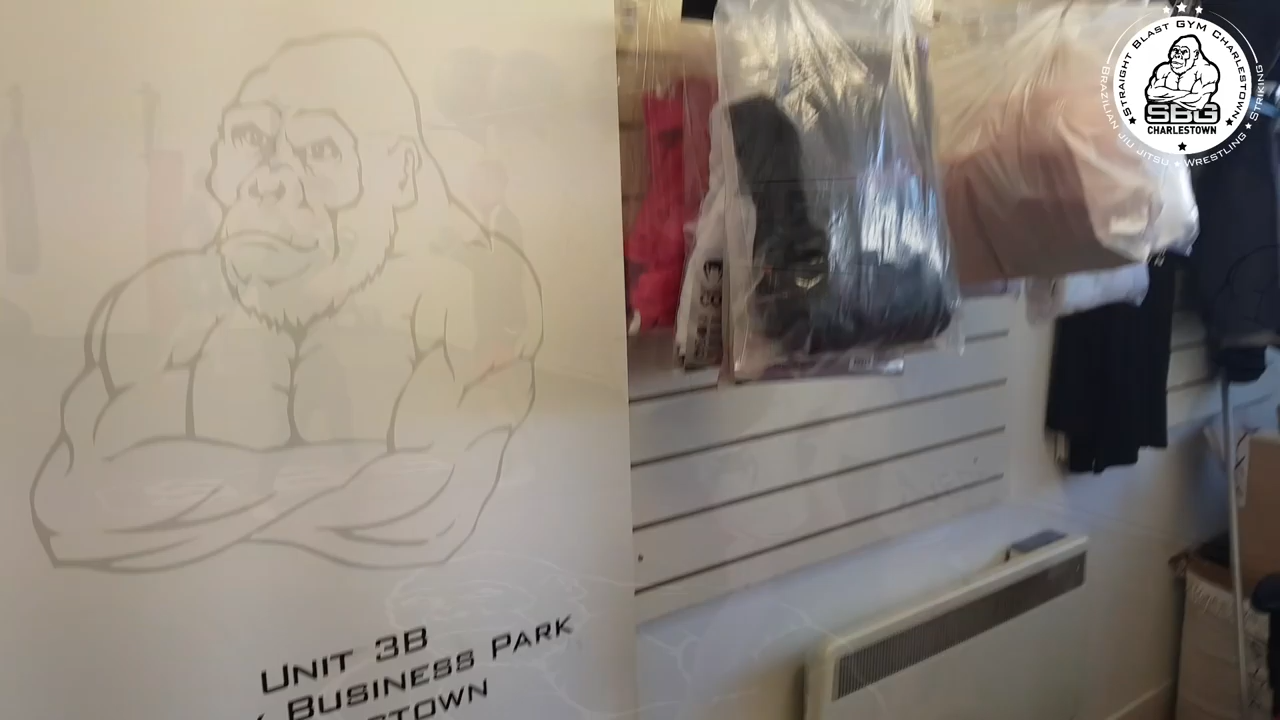 STRAIGHT BLAST GYM CHARLESTOWN
SBG
CHARLESTOWN
BRAZILIAN JIU JITSU ★ WRESTLING ★ STRIKING
UNIT 3B
BUSINESS PARK